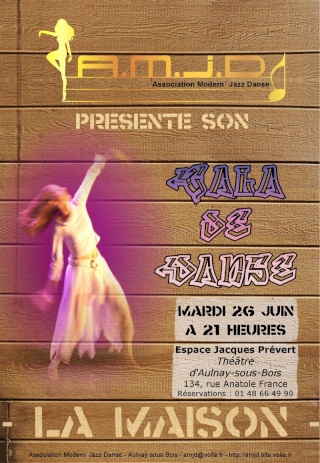 A.M.J.D
Association Modern' Jazz Danse
PRESENTE SON
GALA
DE
DANSE
MARDI 26 JUIN
A 21 HEURES
Espace Jacques Prévert
Théâtre
d'Aulnay-sous-Bois
134, rue Anatole France
Réservations : 01 48 66 49 90
- LA MAISON -
Association Modern' Jazz Danse - Aulnay sous Bois - amjd@voila.fr - http://amjd.site.voila.fr